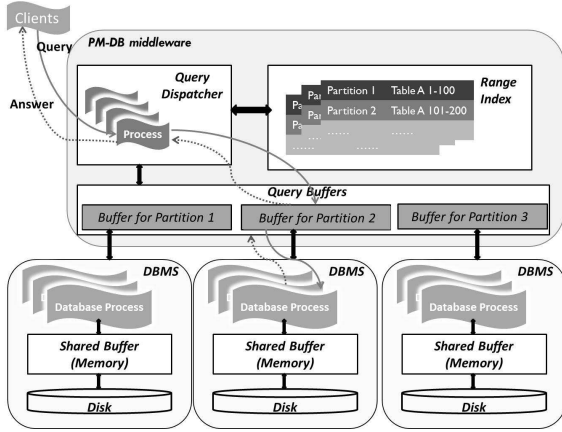 Clients
PM-DB middleware
Query
Query
Dispatcher
Range
Index
Partition 1 Table A 1-100
Partition 2 Table A 101-200
...... ......
...... ......
Pa
Par
Answer
Process
Query Buffers
Buffer for Partition 1
Buffer for Partition 2
Buffer for Partition 3
DBMS
Database Process
Shared Buffer
(Memory)
Disk
DBMS
Database Process
Shared Buffer
(Memory)
Disk
DBMS
Database Process
Shared Buffer
(Memory)
Disk